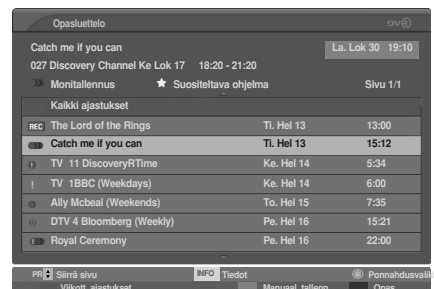 Opasluettelo DVB
Catch me if you can La. Lok 30 19:10
027 Discovery Channel Ke Lok 17 18:20 - 21:20
Monitallennus Suositeltava ohjelma Sivu 1/1
Kaikki ajastukset
REC The Lord of the Rings Ti. Hel 13 13:00
Catch me if you can Ti. Hel 13 15:12
TV 11 DiscoveryRTime Ke. Hel 14 5:34
! TV 1BBC (Weekdays) Ke. Hel 14 6:00
Ally Mcbeal (Weekends) To. Hel 15 7:35
DTV 4 Bloomberg (Weekly) Pe. Hel 16 15:21
Royal Ceremony Pe. Hel 16 22:00
PR Siirrä sivu INFO Tiedot Ponnahdusvalik
Viikott. ajastukset Manuaal. tallenn. Opas